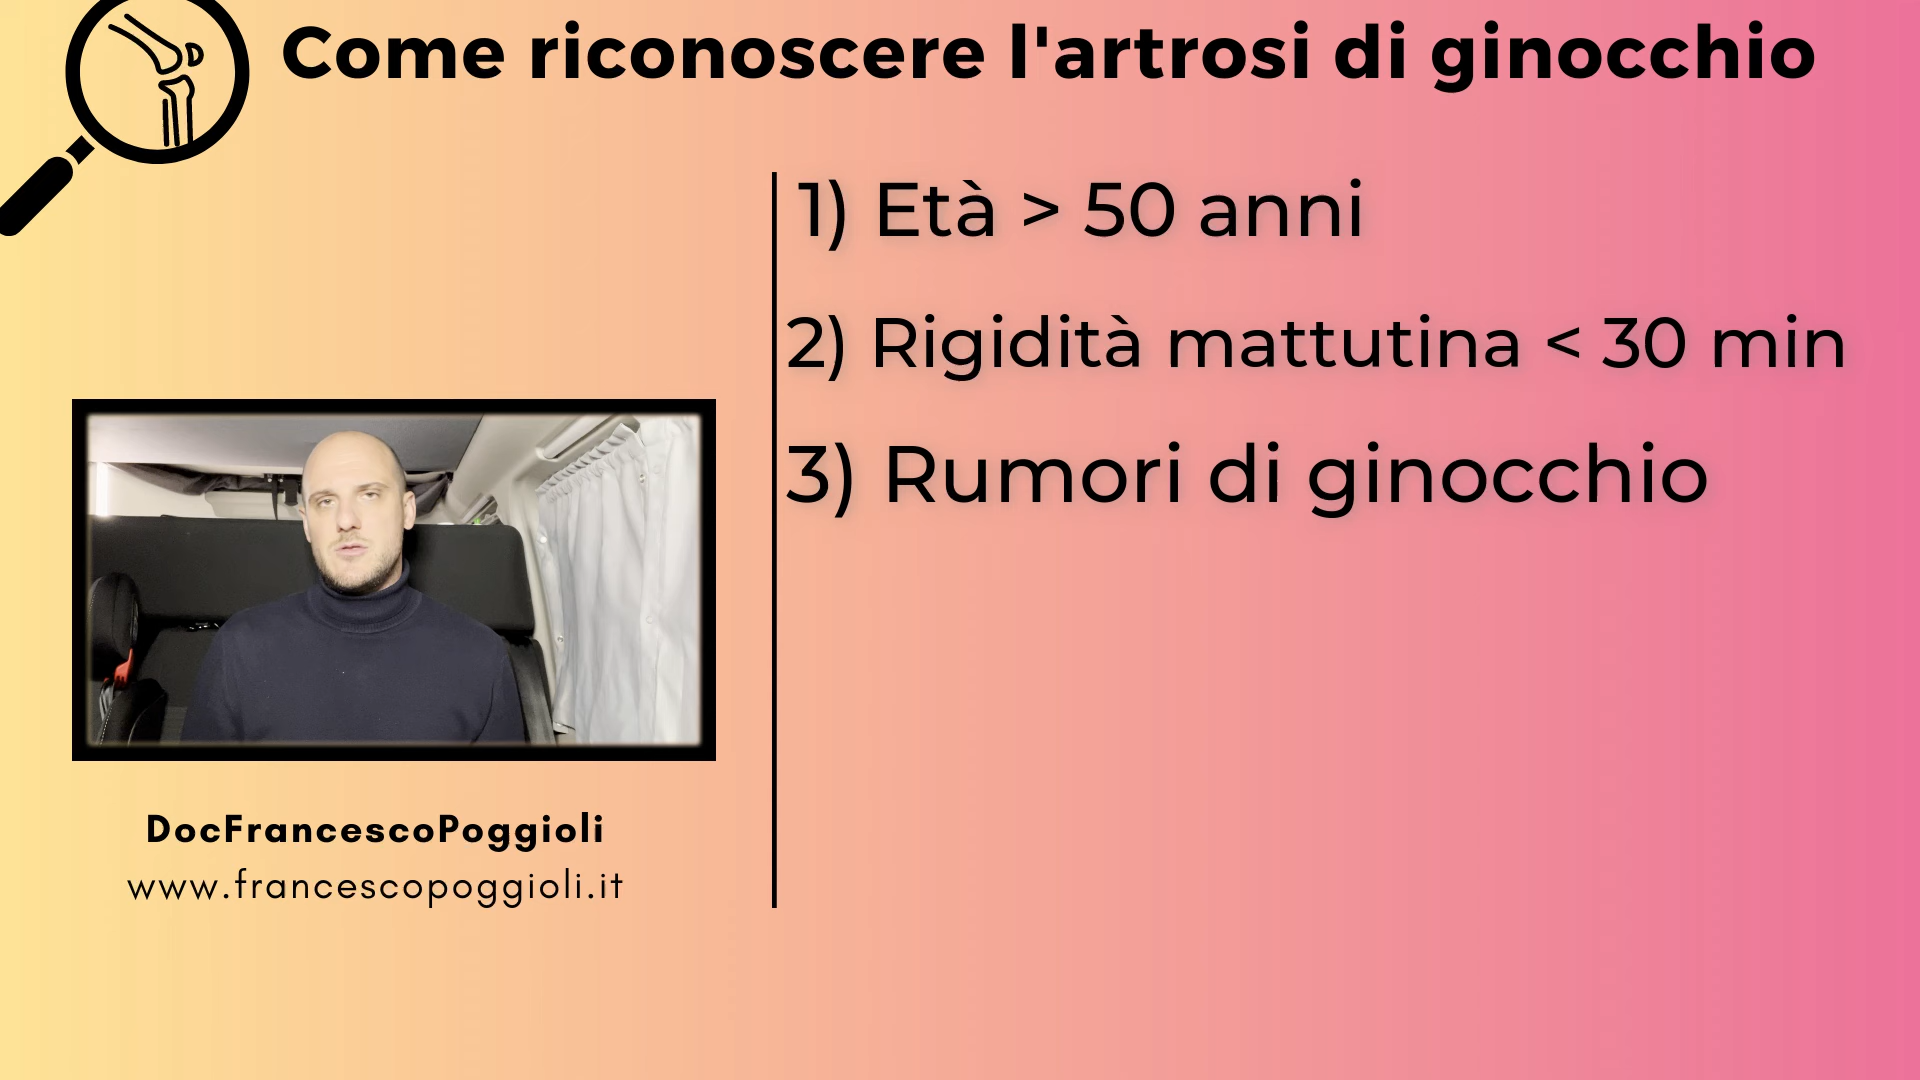 Come riconoscere l'artrosi di ginocchio
1) Età > 50 anni
2) Rigidità mattutina < 30 min
3) Rumori di ginocchio
DocFrancescoPoggioli
www.francescopoggioli.it